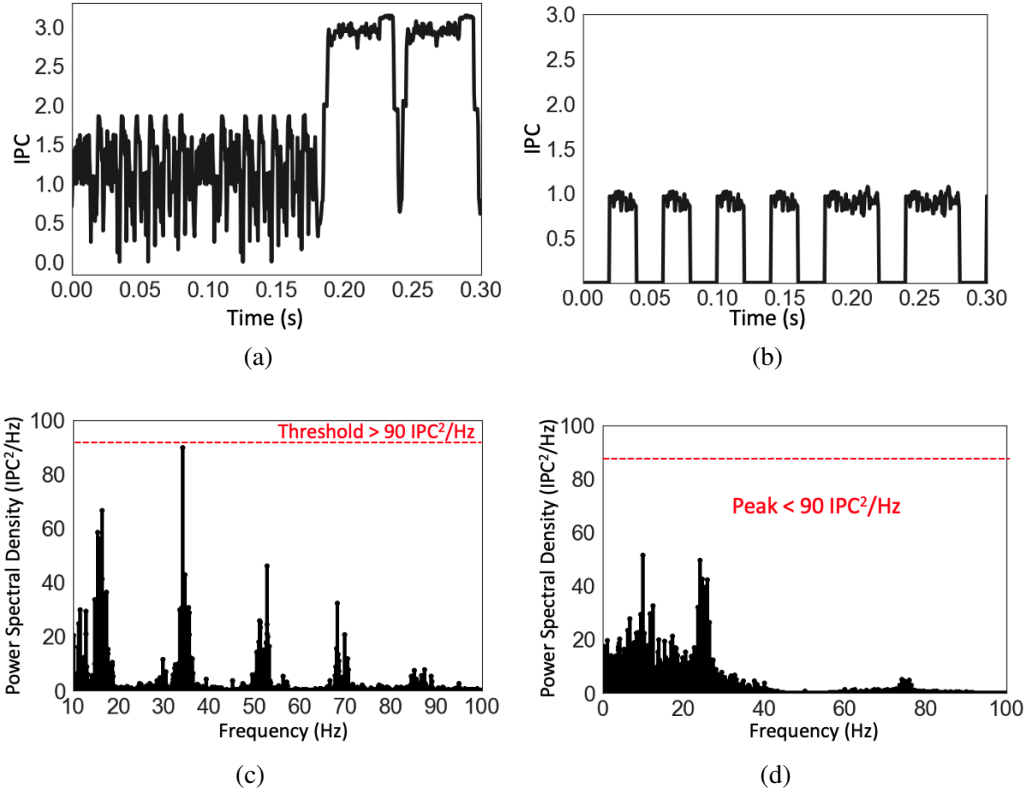 3.0
2.5
2.0
1.5
1.0
0.5
0.0
IPC
0.00 0.05 0.10 0.15 0.20 0.25 0.30
Time (s)
(a)
3.0
2.5
2.0
1.5
1.0
0.5
IPC
0.00 0.05 0.10 0.15 0.20 0.25 0.30
Time (s)
(b)
100
80
60
40
20
0
Power Spectral Density (IPC²/Hz)
Threshold > 90 IPC²/Hz
10 20 30 40 50 60 70 80 90 100
Frequency (Hz)
(c)
100
80
60
40
20
0
Power Spectral Density (IPC²/Hz)
Peak < 90 IPC²/Hz
0 20 40 60 80 100
Frequency (Hz)
(d)